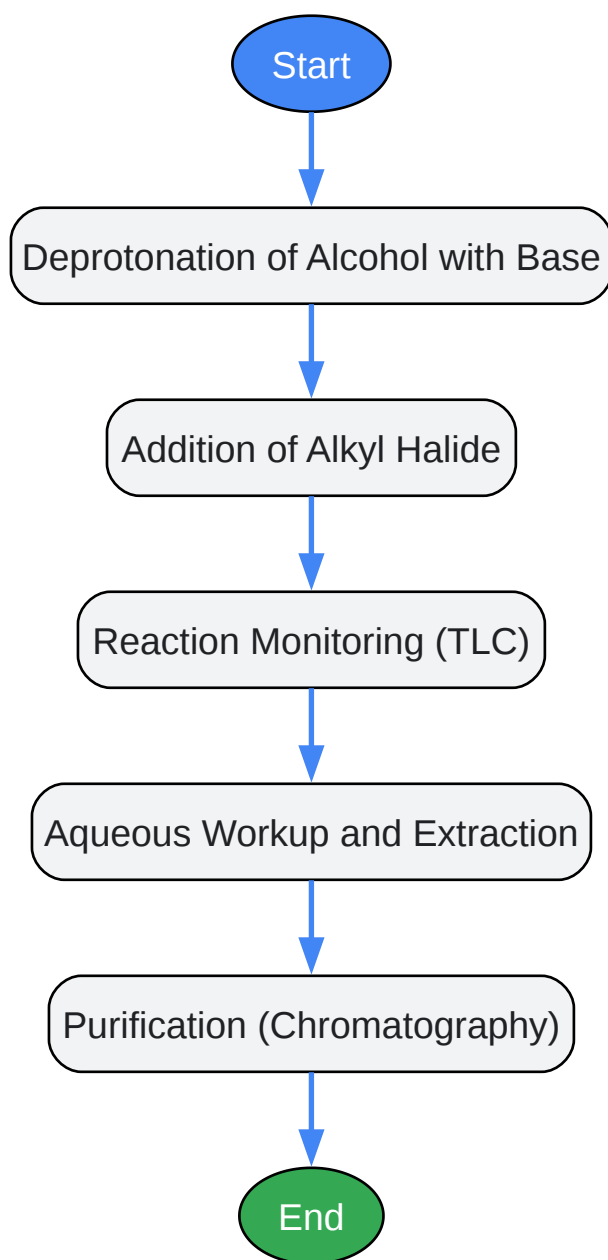 Start
Deprotonation of Alcohol with Base
Addition of Alkyl Halide
Reaction Monitoring (TLC)
Aqueous Workup and Extraction
Purification (Chromatography)
End